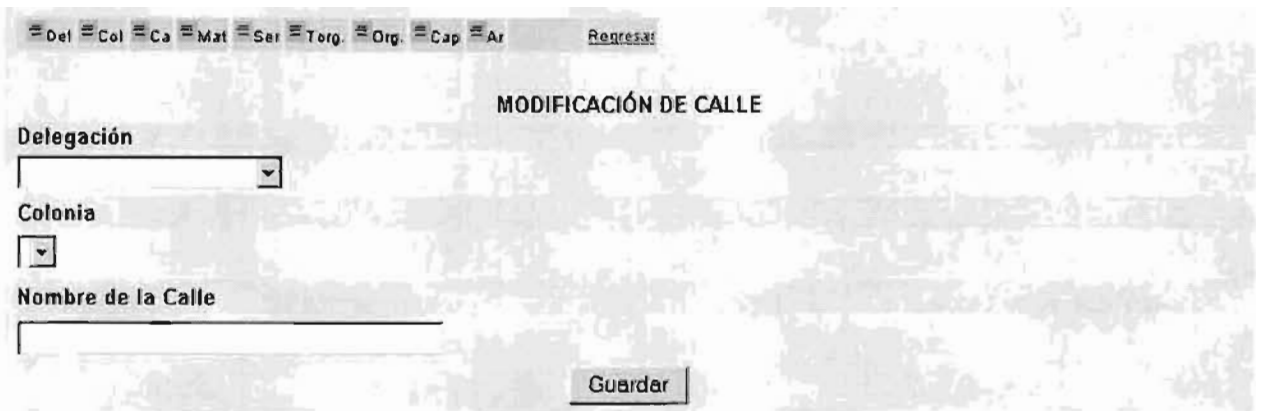 Del Col Ca Mat Ser Torg. Org. Cap Ar Regresar
MODIFICACIÓN DE CALLE
Delegación
Colonia
Nombre de la Calle
Guardar